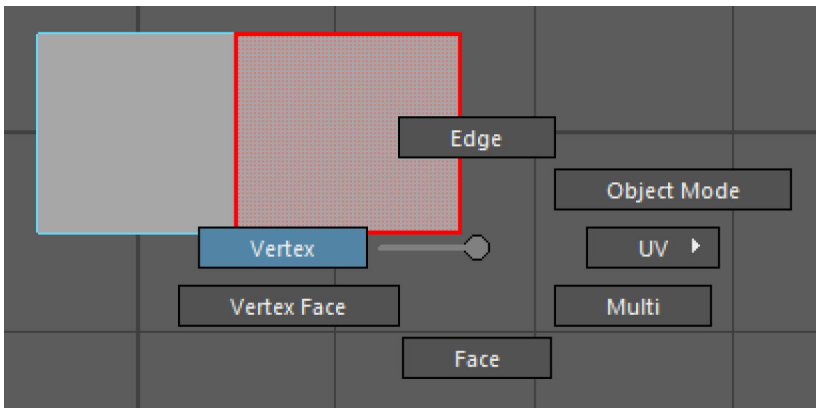 Edge
Object Mode
Vertex
UV
Vertex Face
Multi
Face